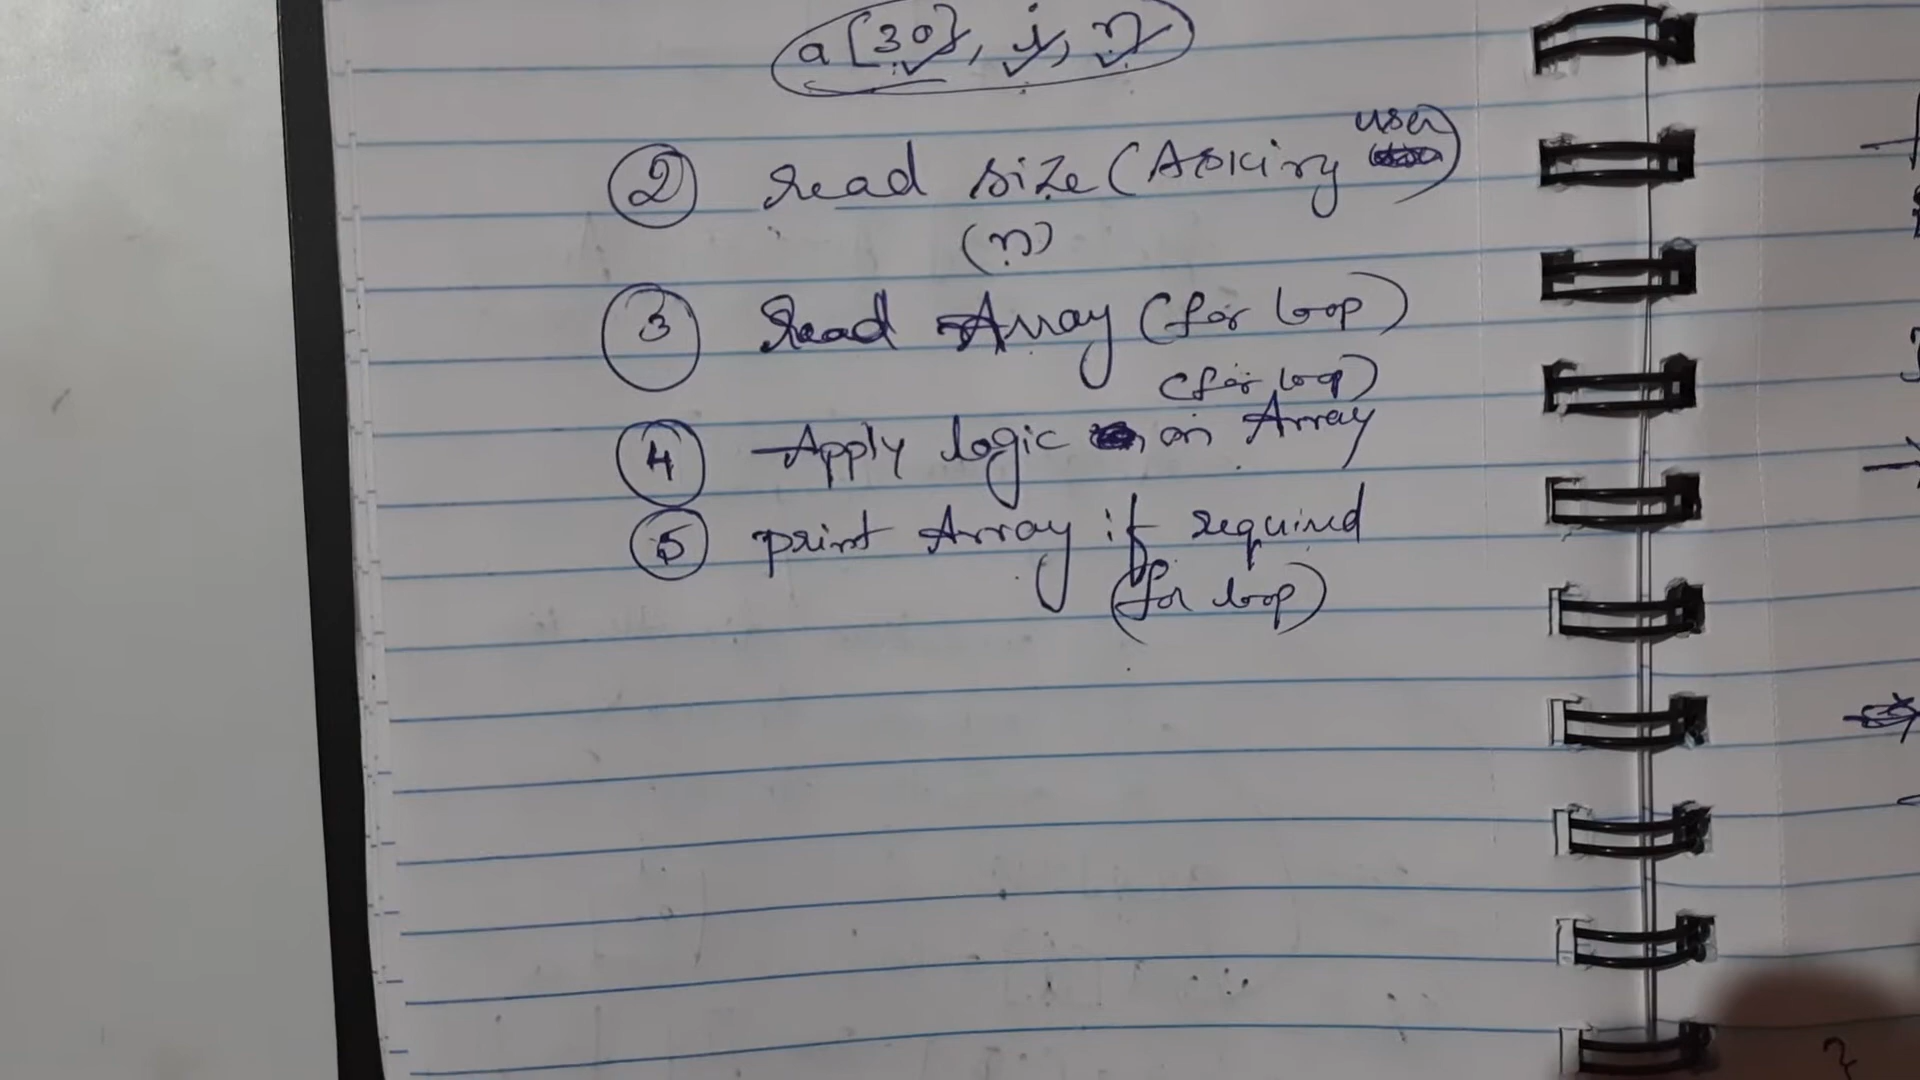 a[30], i, n
② read size (Asking user)
(n)
③ Read Array (for loop)
(for loop)
④ Apply logic on Array
⑤ print Array if required
(for loop)